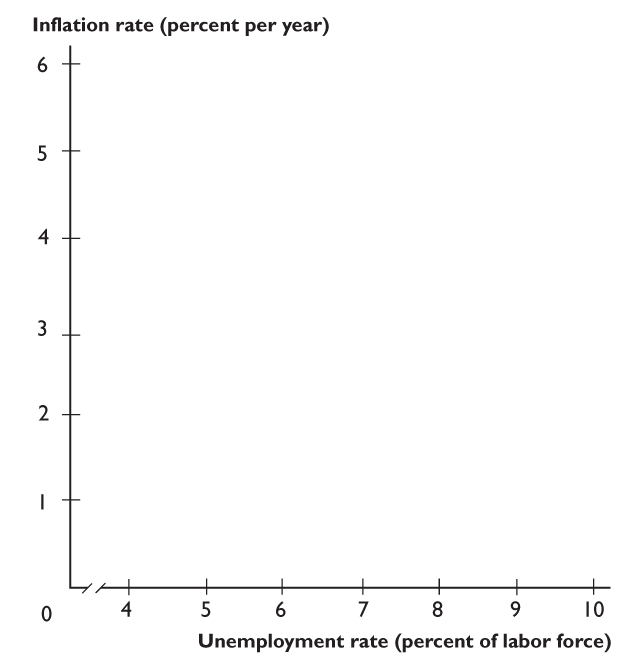 Inflation rate (percent per year)
6
5
4
3
2
1
0 4 5 6 7 8 9 10
Unemployment rate (percent of labor force)